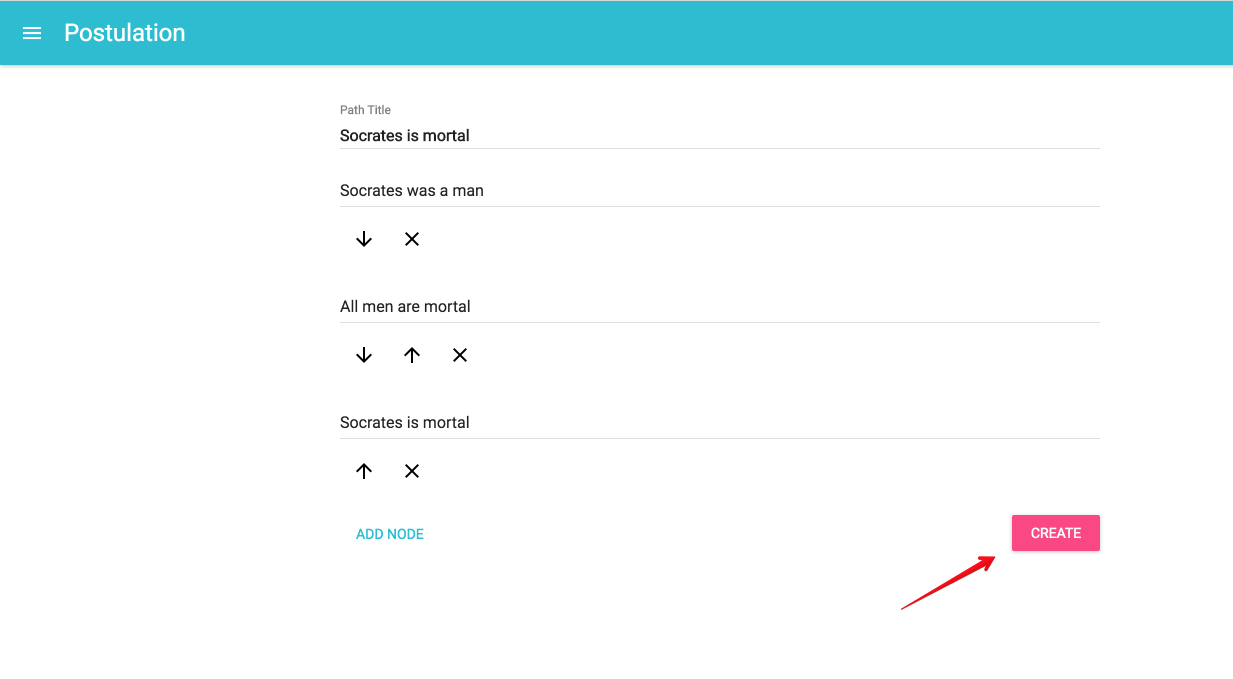 Postulation
Path Title
Socrates is mortal
Socrates was a man
All men are mortal
Socrates is mortal
ADD NODE
CREATE